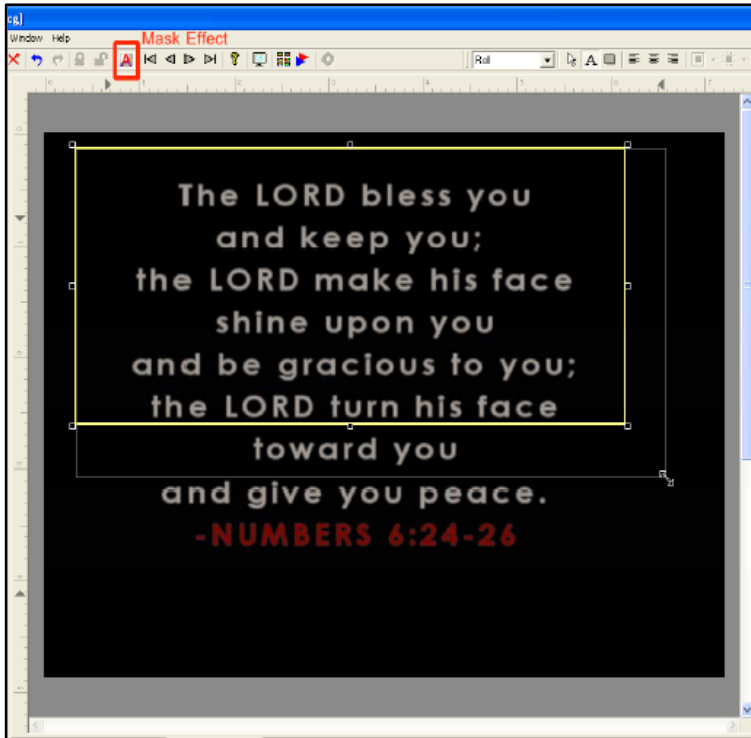 cg]
Window Help
Mask Effect
Roll
The LORD bless you
and keep you;
the LORD make his face
shine upon you
and be gracious to you;
the LORD turn his face
toward you
and give you peace.
-NUMBERS 6:24-26